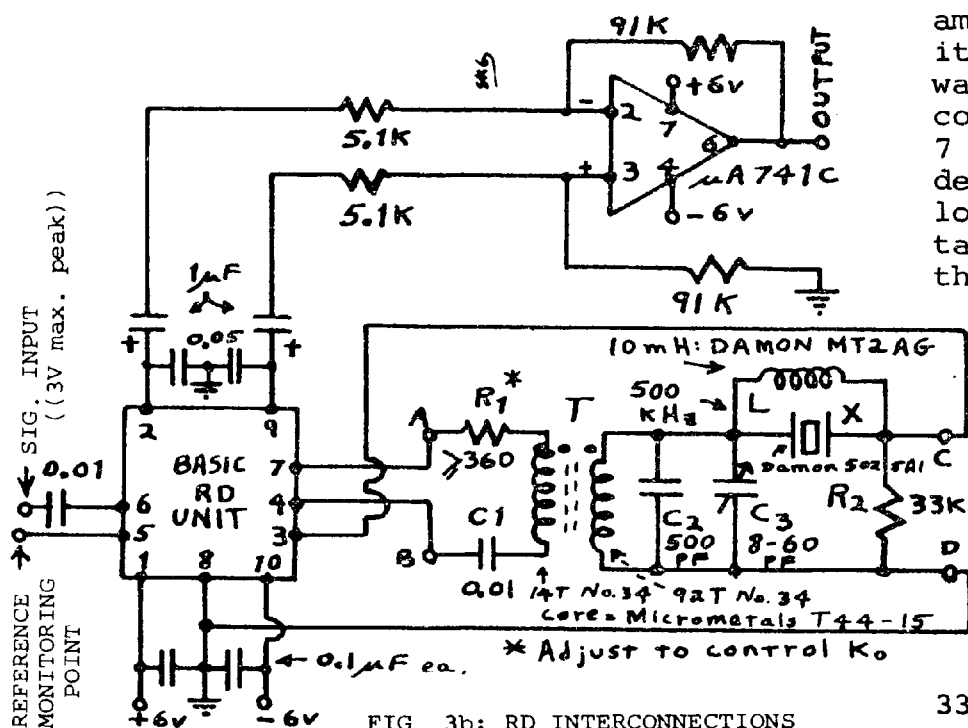 91K
5.1K
5.1K
91K
- 2
+ 3
+6v
7
6
4
-6v
μA741C
OUTPUT
am
it
wa
co
7
de
lo
ta
th
1μF
+ 0.05 +
SIG. INPUT
((3V max. peak))
0.01
REFERENCE
MONITORING
POINT
2 9
BASIC
RD
UNIT
6
5
7
4
3
1 8 10
0.1μF ea.
+6v -6v
A
B
R1*
≥360
C1
0.01
T
14T No.34 92T No.34
Core = Micrometals T44-15
* Adjust to control Ko
10mH: DAMON MT2AG
500
KHz
L
X
Damon 5025A1
C2
500
PF
C3
8-60
PF
R2
33K
C
D
FIG. 3b: RD INTERCONNECTIONS
33